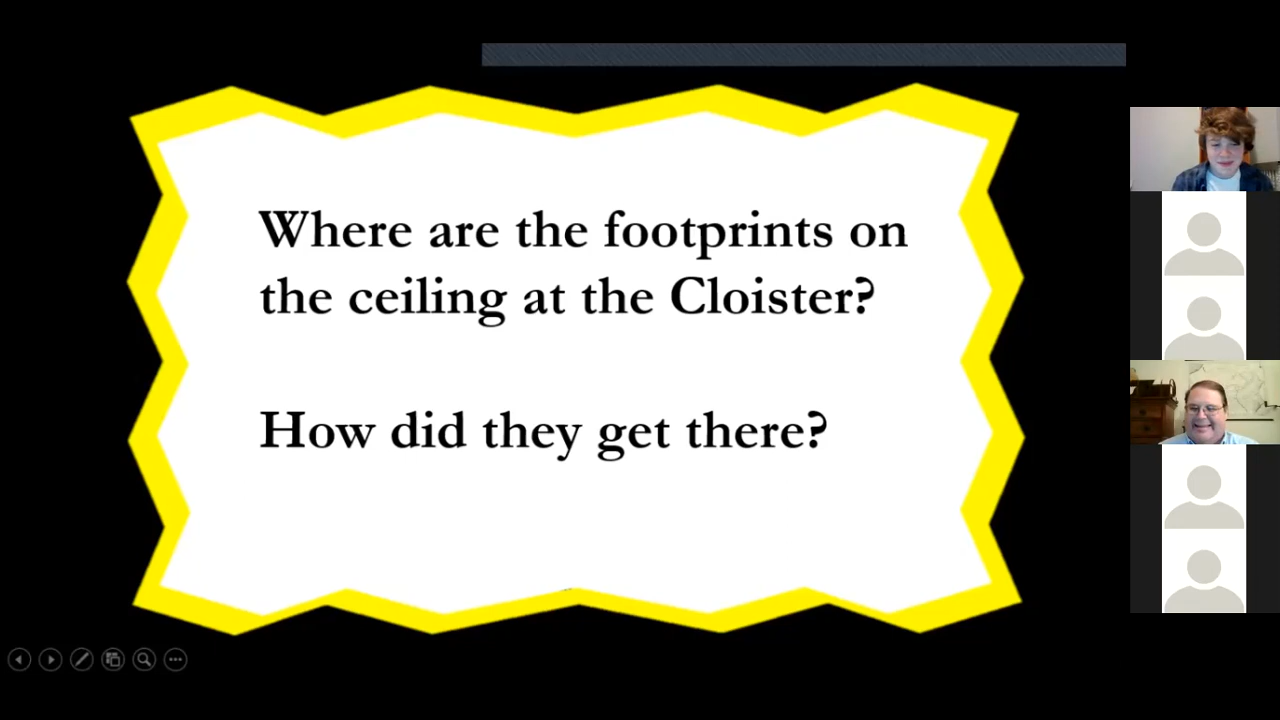 Where are the footprints on
the ceiling at the Cloister?
How did they get there?